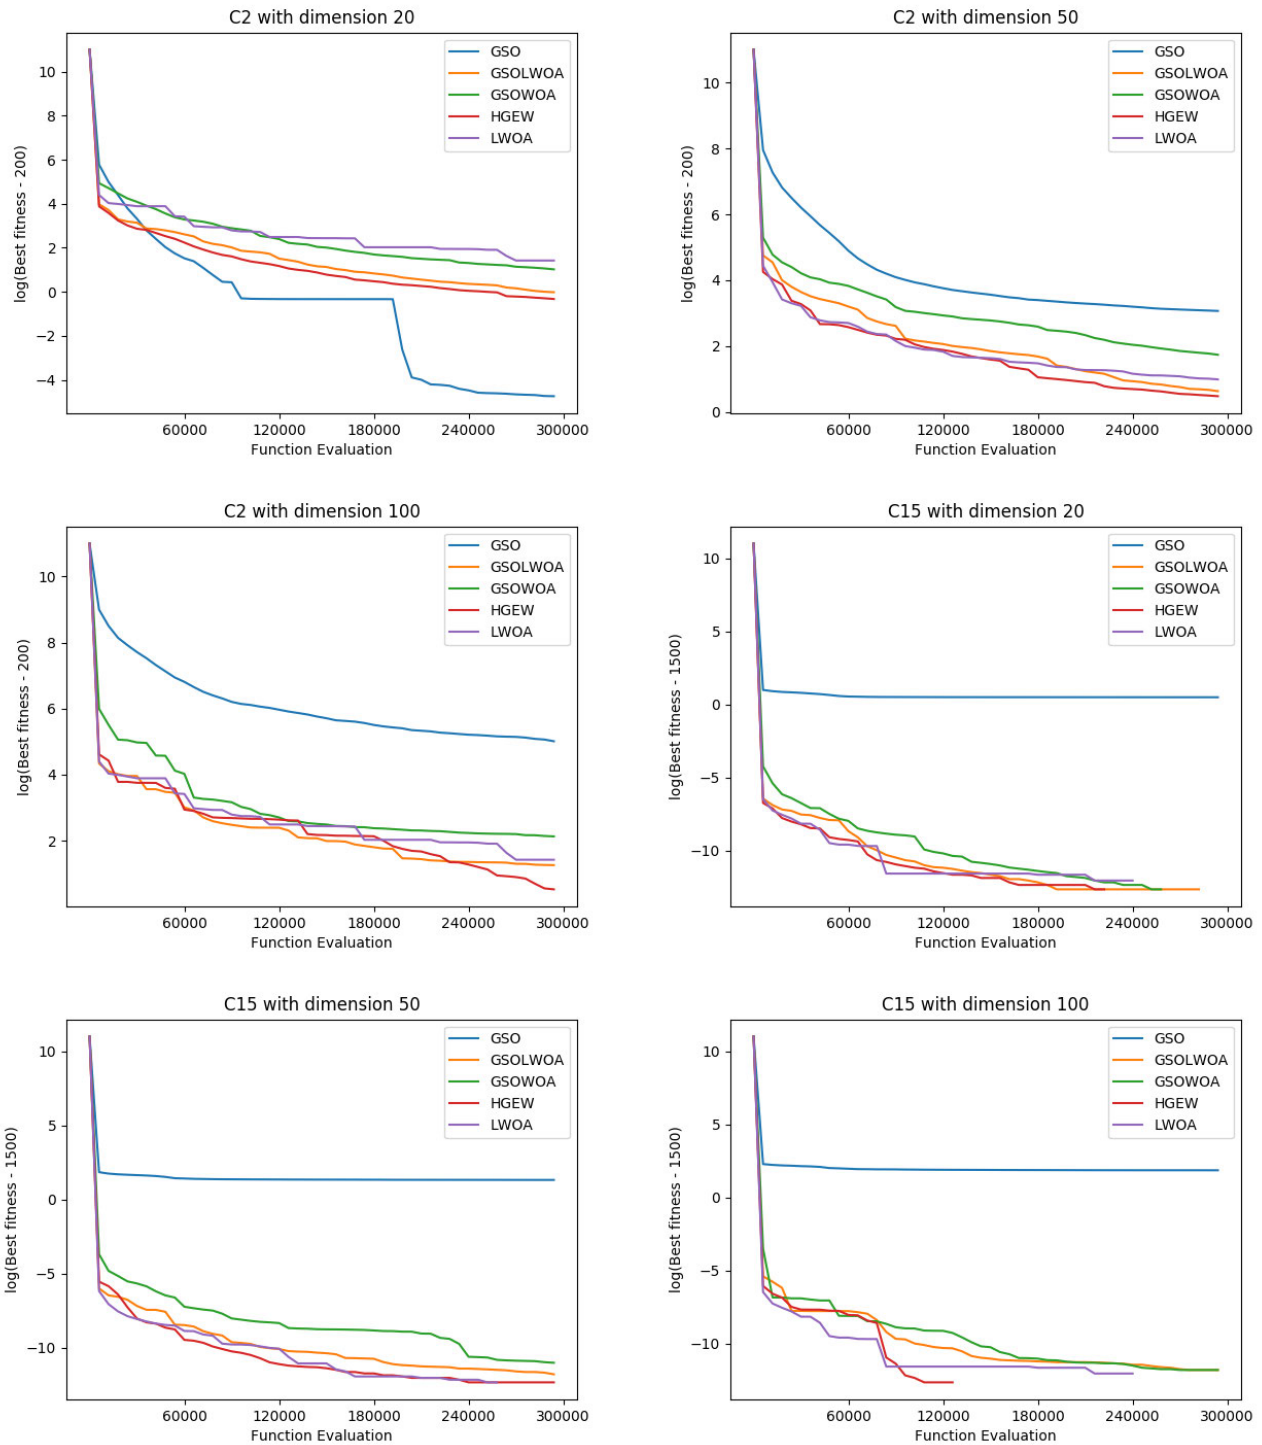 C2 with dimension 20
log(Best fitness - 200)
10
8
6
4
2
0
−2
−4
60000 120000 180000 240000 300000
Function Evaluation
GSO
GSOLWOA
GSOWOA
HGEW
LWOA
C2 with dimension 50
log(Best fitness - 200)
10
8
6
4
2
0
60000 120000 180000 240000 300000
Function Evaluation
GSO
GSOLWOA
GSOWOA
HGEW
LWOA
C2 with dimension 100
log(Best fitness - 200)
10
8
6
4
2
60000 120000 180000 240000 300000
Function Evaluation
GSO
GSOLWOA
GSOWOA
HGEW
LWOA
C15 with dimension 20
log(Best fitness - 1500)
10
5
0
−5
−10
60000 120000 180000 240000 300000
Function Evaluation
GSO
GSOLWOA
GSOWOA
HGEW
LWOA
C15 with dimension 50
log(Best fitness - 1500)
10
5
0
−5
−10
60000 120000 180000 240000 300000
Function Evaluation
GSO
GSOLWOA
GSOWOA
HGEW
LWOA
C15 with dimension 100
log(Best fitness - 1500)
10
5
0
−5
−10
60000 120000 180000 240000 300000
Function Evaluation
GSO
GSOLWOA
GSOWOA
HGEW
LWOA